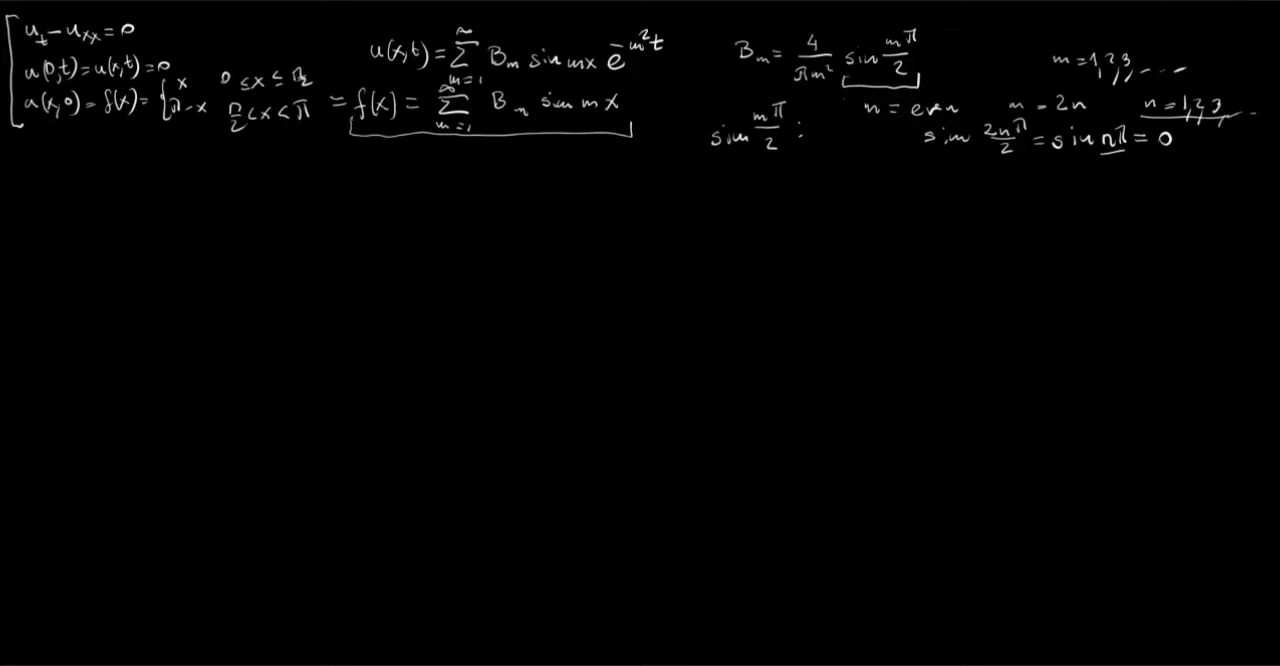 u_t - u_xx = 0
u(0,t) = u(π,t) = 0
u(x,0) = f(x) = { x 0 ≤ x ≤ π/2
π - x π/2 < x < π
u(x,t) = ∑_{m=1}^{∞} B_m sin mx e^{-m²t}
= f(x) = ∑_{m=1}^{∞} B_m sin mx
B_m = 4/(πm²) sin mπ/2 m = 1, 2, 3, ...
n = even m = 2n n = 1, 2, 3, ...
sin mπ/2 : sin 2nπ/2 = sin nπ = 0